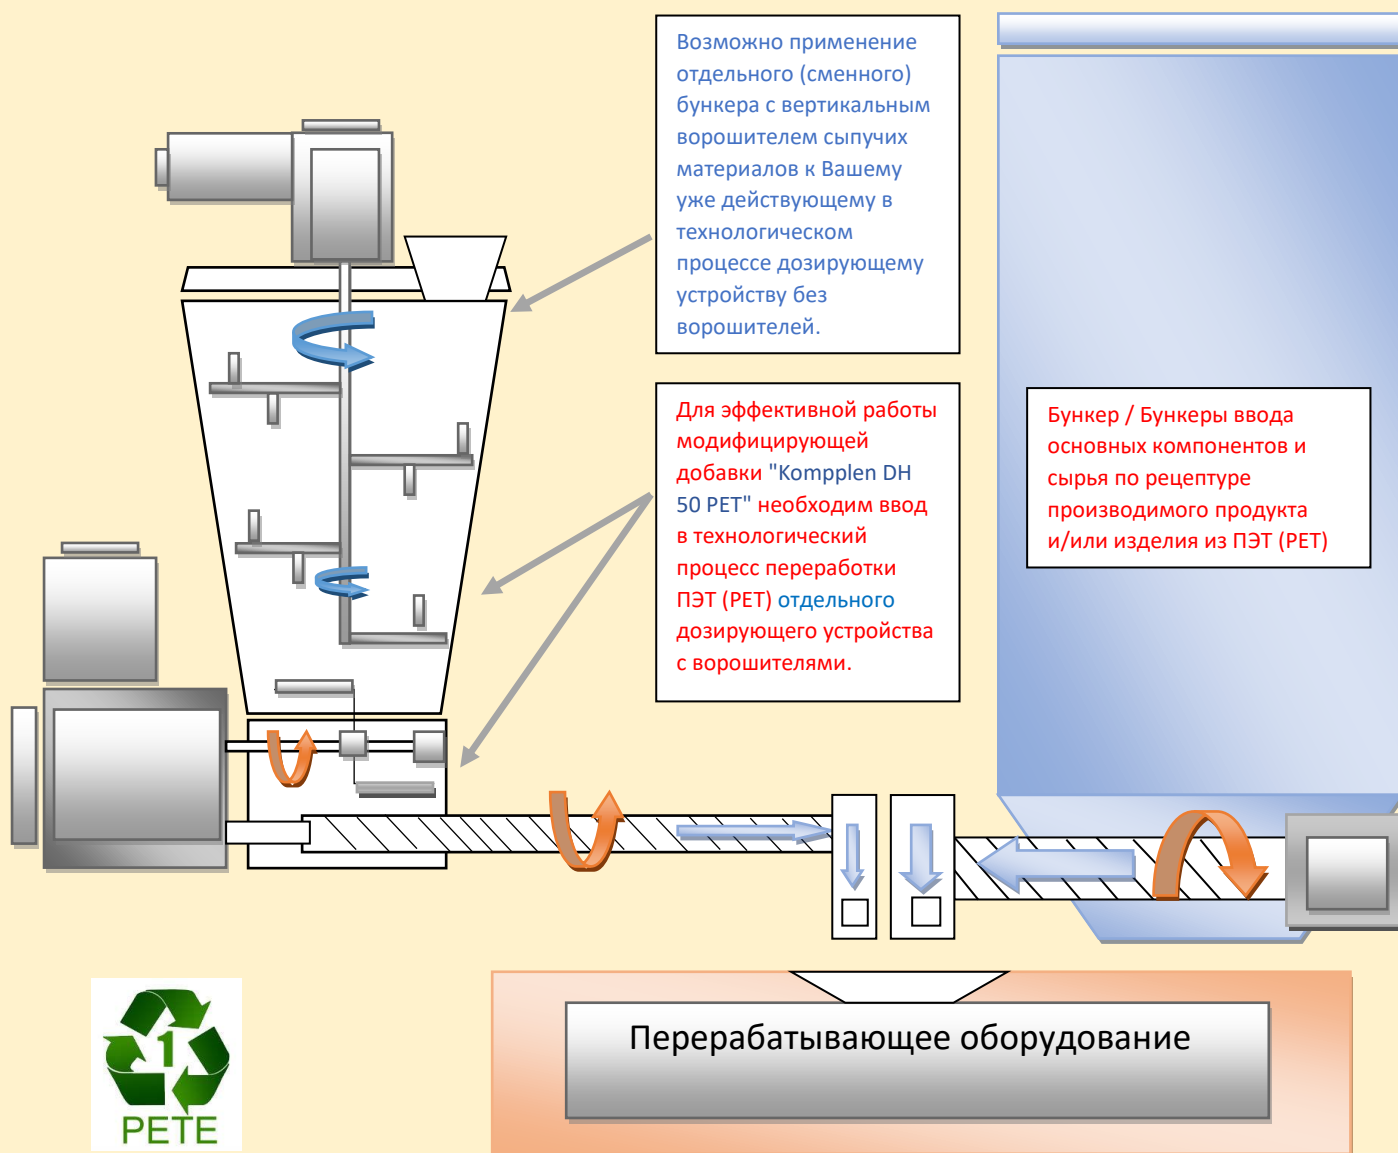 Возможно применение
отдельного (сменного)
бункера с вертикальным
ворошителем сыпучих
материалов к Вашему
уже действующему в
технологическом
процессе дозирующему
устройству без
ворошителей.
Для эффективной работы
модифицирующей
добавки "Kompplen DH
50 PET" необходим ввод
в технологический
процесс переработки
ПЭТ (PET) отдельного
дозирующего устройства
с ворошителями.
Бункер / Бункеры ввода
основных компонентов и
сырья по рецептуре
производимого продукта
и/или изделия из ПЭТ (PET)
Перерабатывающее оборудование
1
PETE